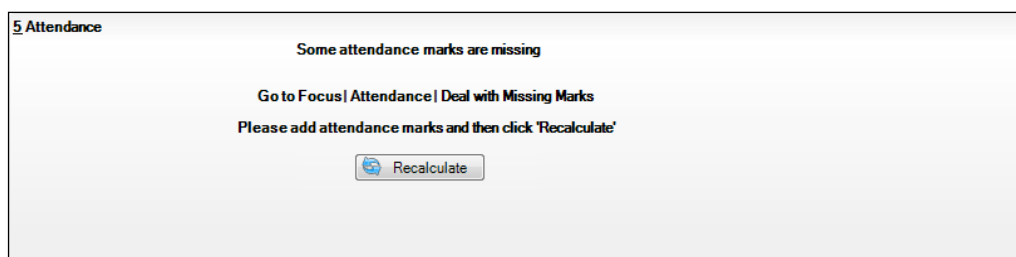 5 Attendance
Some attendance marks are missing
Go to Focus| Attendance| Deal with Missing Marks
Please add attendance marks and then click 'Recalculate'
Recalculate